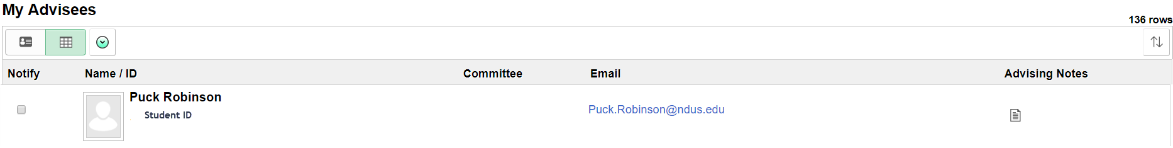 My Advisees
136 rows
Notify Name / ID Committee Email Advising Notes
Puck Robinson
Student ID
Puck.Robinson@ndus.edu